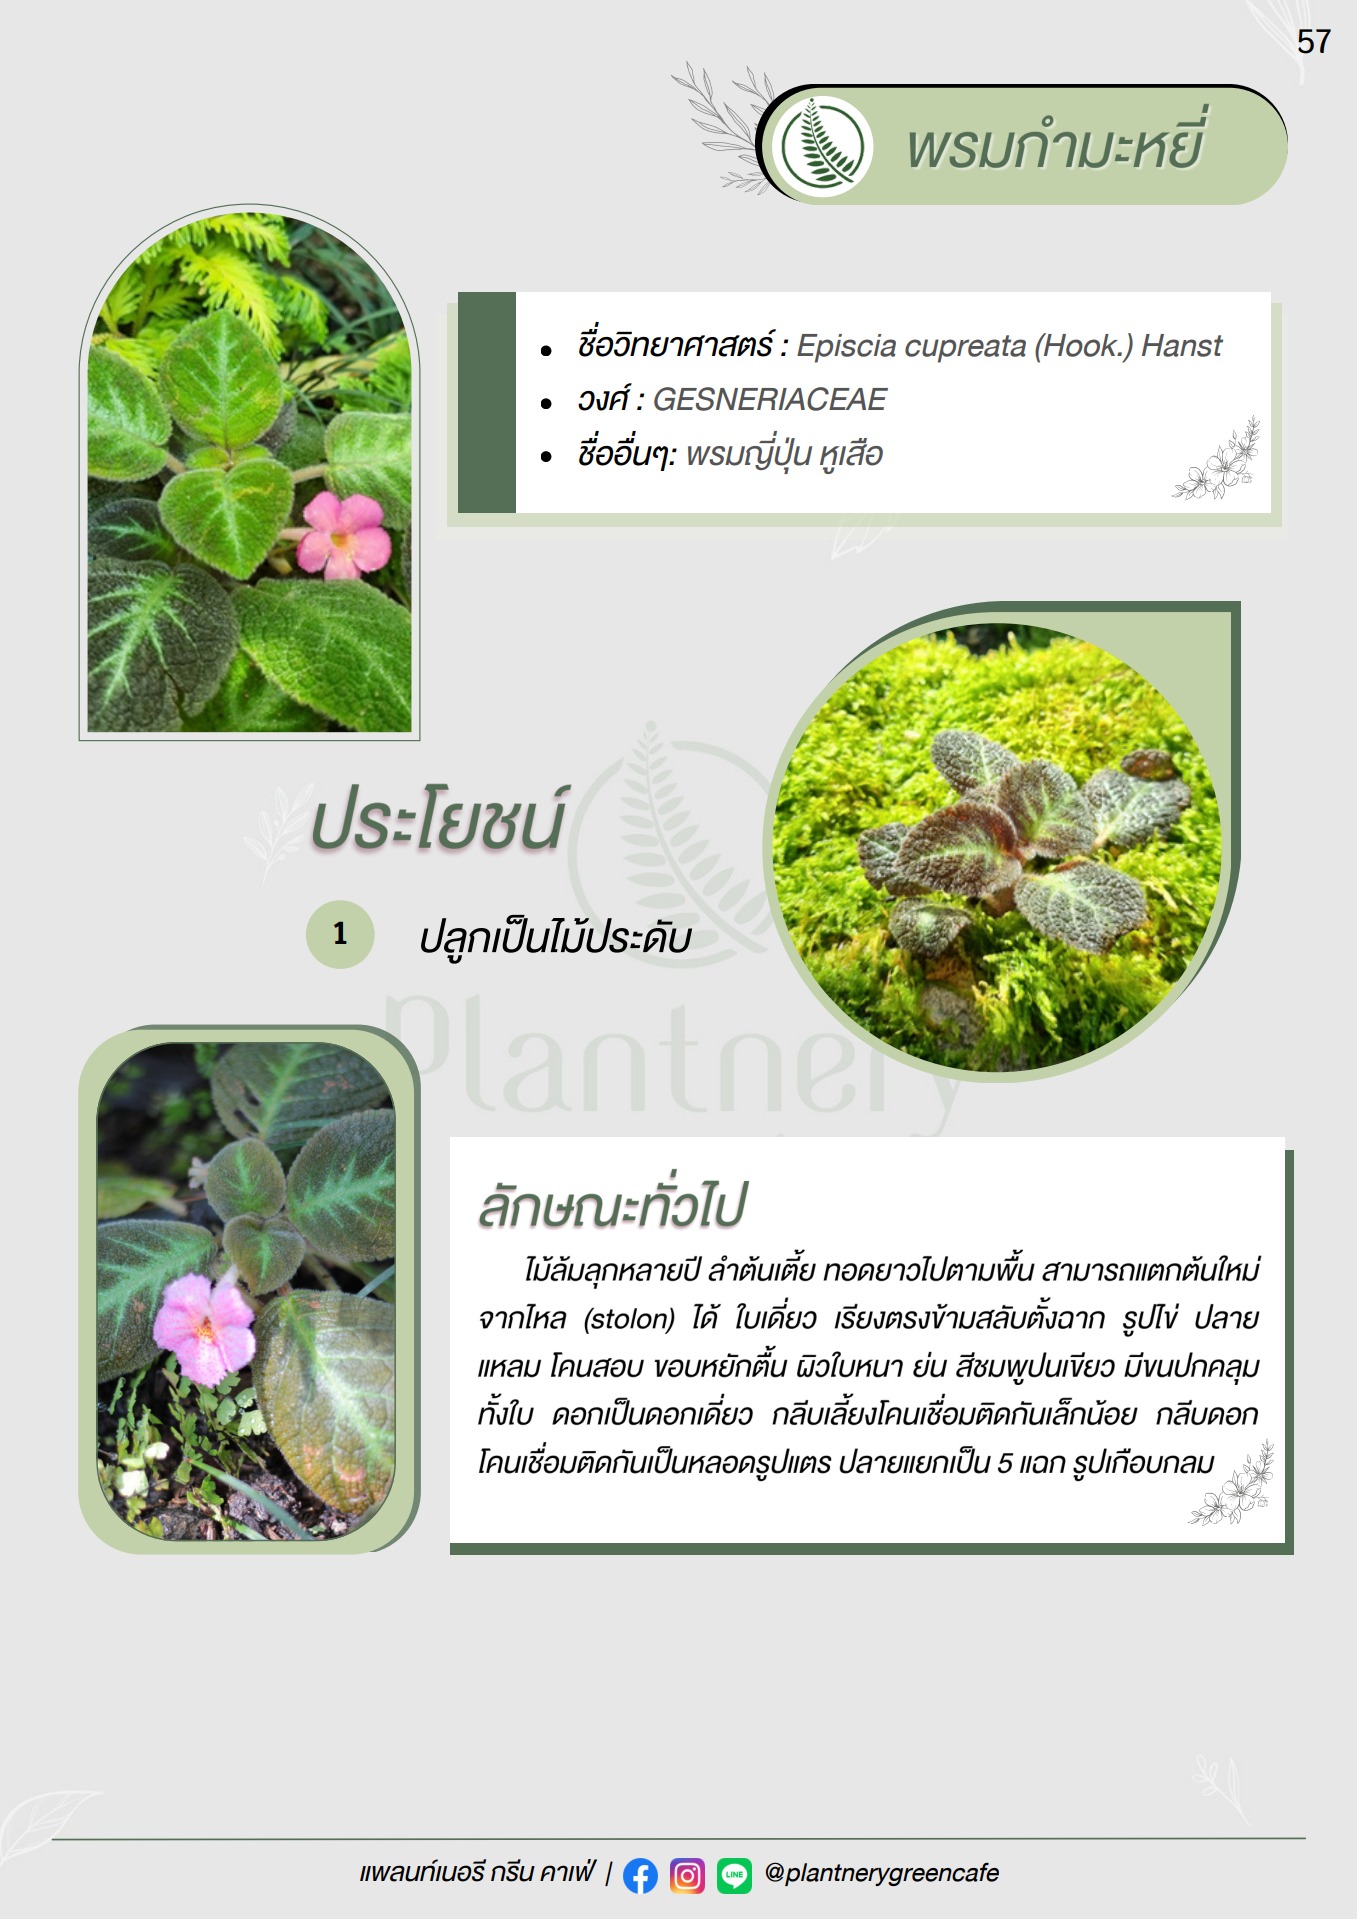 57
พรมกำมะหยี่
ชื่อวิทยาศาสตร์ : Episcia cupreata (Hook.) Hanst
วงศ์ : GESNERIACEAE
ชื่ออื่นๆ: พรมญี่ปุ่น หูเสือ
ประโยชน์
1 ปลูกเป็นไม้ประดับ
Plantnery
ลักษณะทั่วไป
ไม้ล้มลุกหลายปี ลำต้นเตี้ย ทอดยาวไปตามพื้น สามารถแตกต้นใหม่
จากไหล (stolon) ได้ ใบเดี่ยว เรียงตรงข้ามสลับตั้งฉาก รูปไข่ ปลาย
แหลม โคนสอบ ขอบหยักตื้น ผิวใบหนา ย่น สีชมพูปนเขียว มีขนปกคลุม
ทั้งใบ ดอกเป็นดอกเดี่ยว กลีบเลี้ยงโคนเชื่อมติดกันเล็กน้อย กลีบดอก
โคนเชื่อมติดกันเป็นหลอดรูปแตร ปลายแยกเป็น 5 แฉก รูปเกือบกลม
แพลนท์เนอรี กรีน คาเฟ่ | LINE @plantnerygreencafe